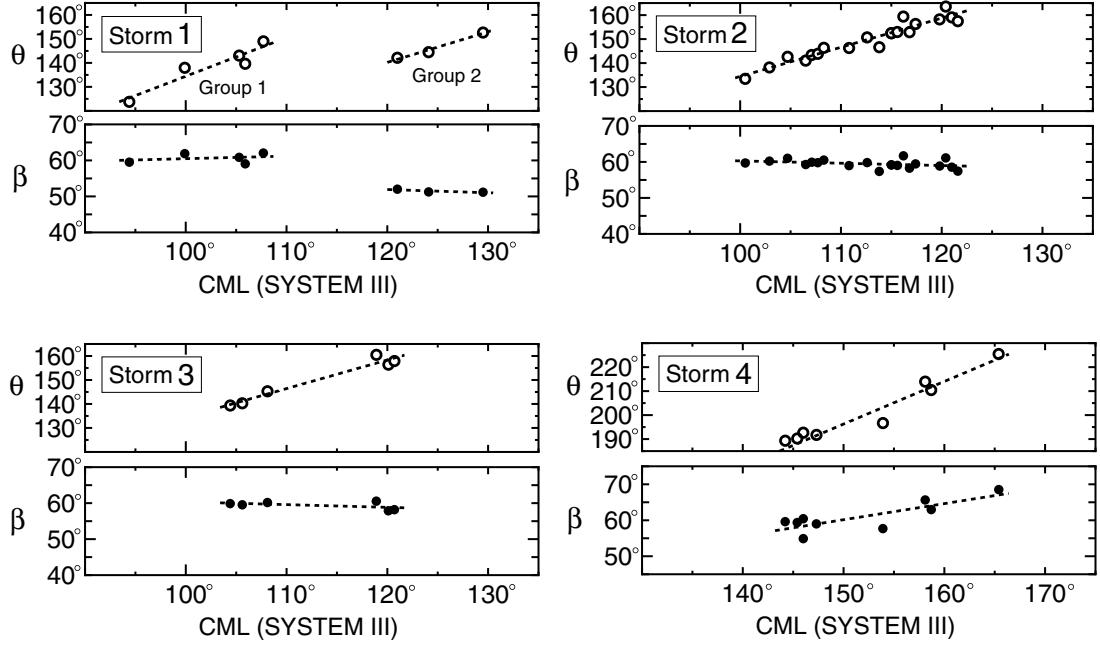 160°
150°
140°
130°
θ
Storm 1
Group 1
Group 2
70°
60°
50°
40°
β
100° 110° 120° 130°
CML (SYSTEM III)
160°
150°
140°
130°
θ
Storm 2
70°
60°
50°
40°
β
100° 110° 120° 130°
CML (SYSTEM III)
160°
150°
140°
130°
θ
Storm 3
70°
60°
50°
40°
β
100° 110° 120° 130°
CML (SYSTEM III)
220°
210°
200°
190°
θ
Storm 4
70°
60°
50°
β
140° 150° 160° 170°
CML (SYSTEM III)